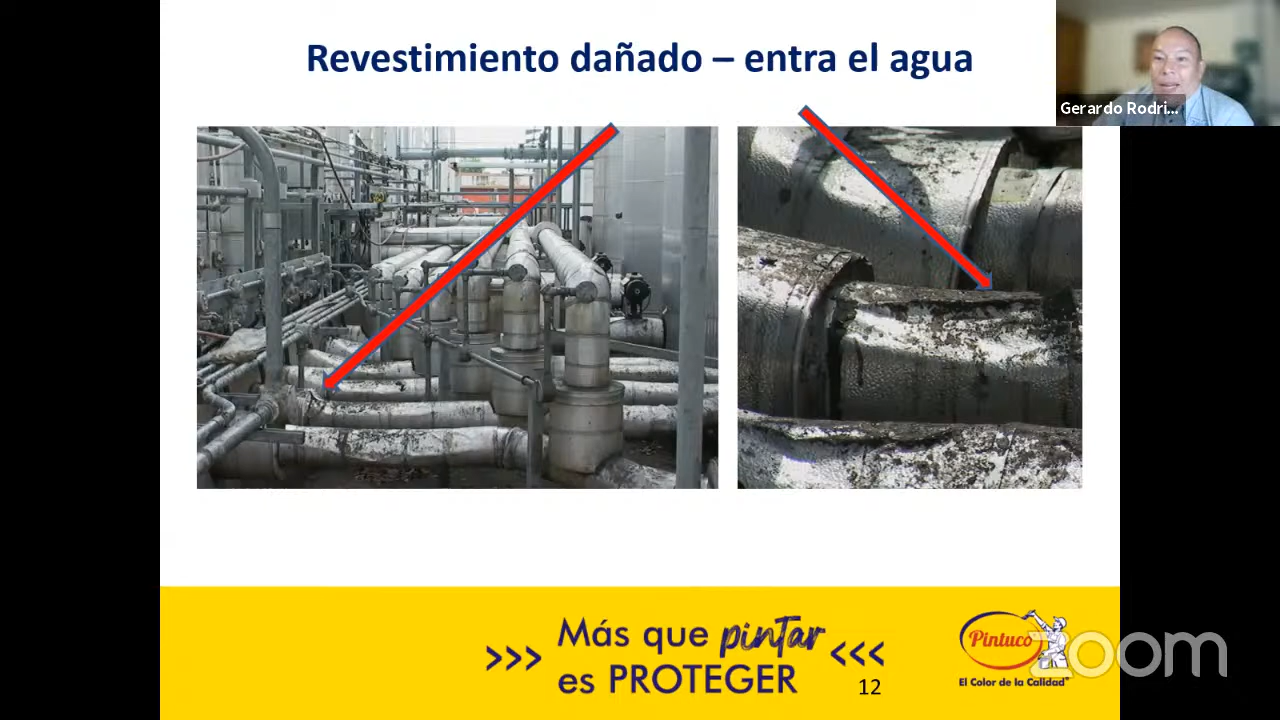 Revestimiento dañado – entra el agua
Gerardo Rodri...
>>> Más que pintar <<<
es PROTEGER
12
Pintuco
El Color de la Calidad®
zoom